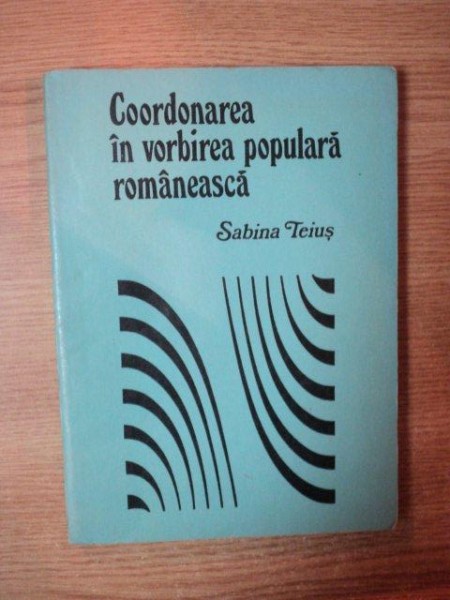 Coordonarea
în vorbirea populară
românească
Sabina Teiuș